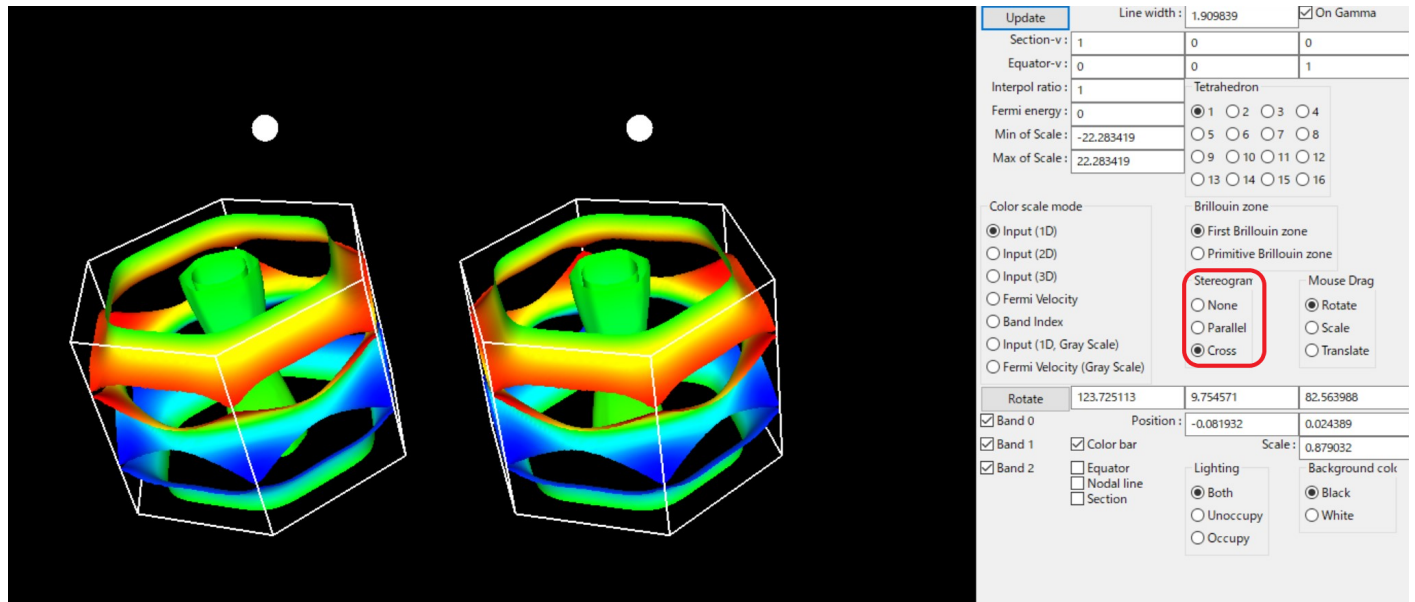 Update Line width : 1.909839 On Gamma
Section-v : 1 0 0
Equator-v : 0 0 1
Interpol ratio : 1 Tetrahedron
Fermi energy : 0 1 2 3 4
Min of Scale : -22.283419 5 6 7 8
Max of Scale : 22.283419 9 10 11 12
13 14 15 16
Color scale mode Brillouin zone
Input (1D) First Brillouin zone
Input (2D) Primitive Brillouin zone
Input (3D) Stereogram Mouse Drag
Fermi Velocity None Rotate
Band Index Parallel Scale
Input (1D, Gray Scale) Cross Translate
Fermi Velocity (Gray Scale)
Rotate 123.725113 9.754571 82.563988
Band 0 Position : -0.081932 0.024389
Band 1 Color bar Scale : 0.879032
Band 2 Equator Lighting Background colo
Nodal line Both Black
Section Unoccupy White
Occupy